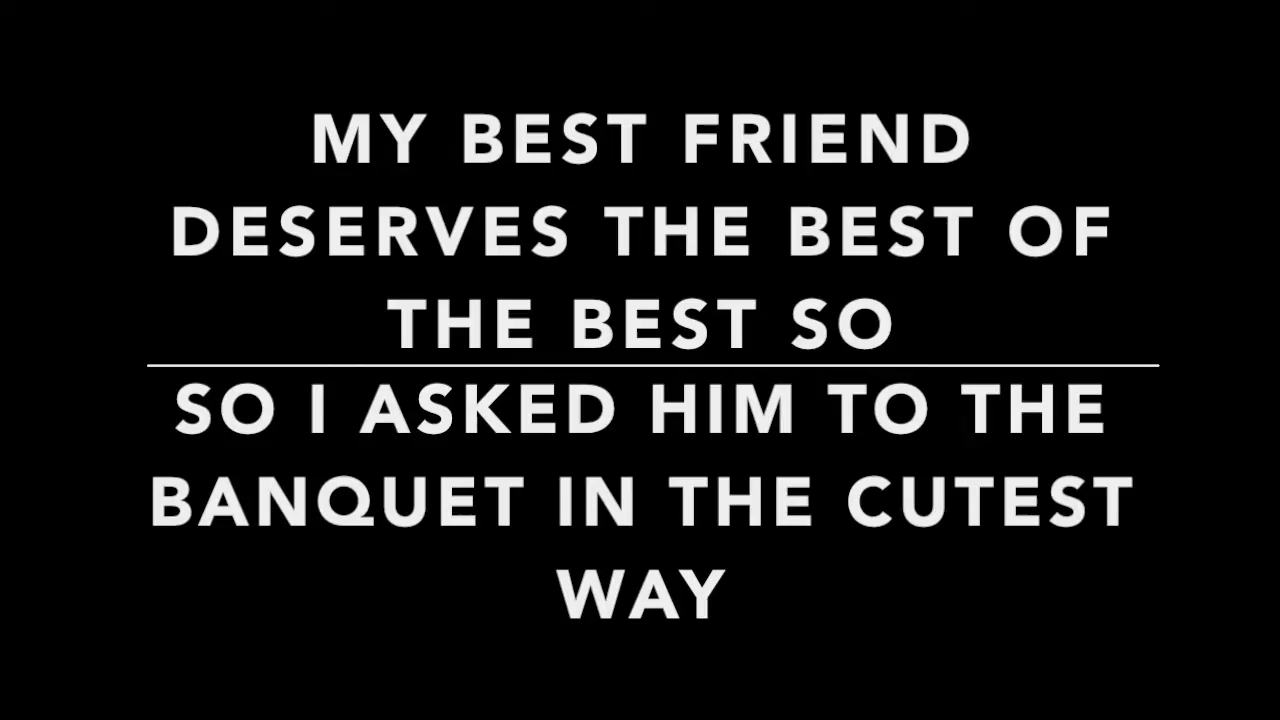 MY BEST FRIEND
DESERVES THE BEST OF
THE BEST SO
SO I ASKED HIM TO THE
BANQUET IN THE CUTEST
WAY